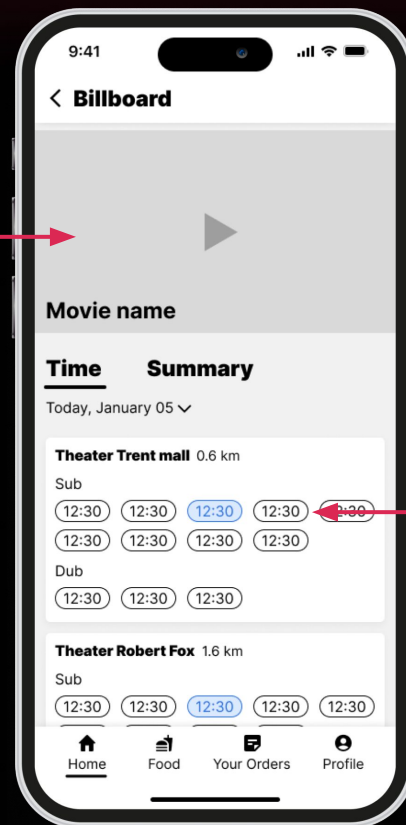 9:41
Billboard
Movie name
Time Summary
Today, January 05
Theater Trent mall 0.6 km
Sub
12:30 12:30 12:30 12:30 12:30
12:30 12:30 12:30 12:30
Dub
12:30 12:30 12:30
Theater Robert Fox 1.6 km
Sub
12:30 12:30 12:30 12:30 12:30
Home Food Your Orders Profile